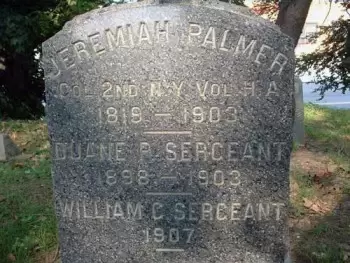 JEREMIAH PALMER
COL. 2ND N.Y. VOL. H.A.
1819 — 1903
DUANE P. SERGEANT
1898 — 1903
WILLIAM C. SERGEANT
1907